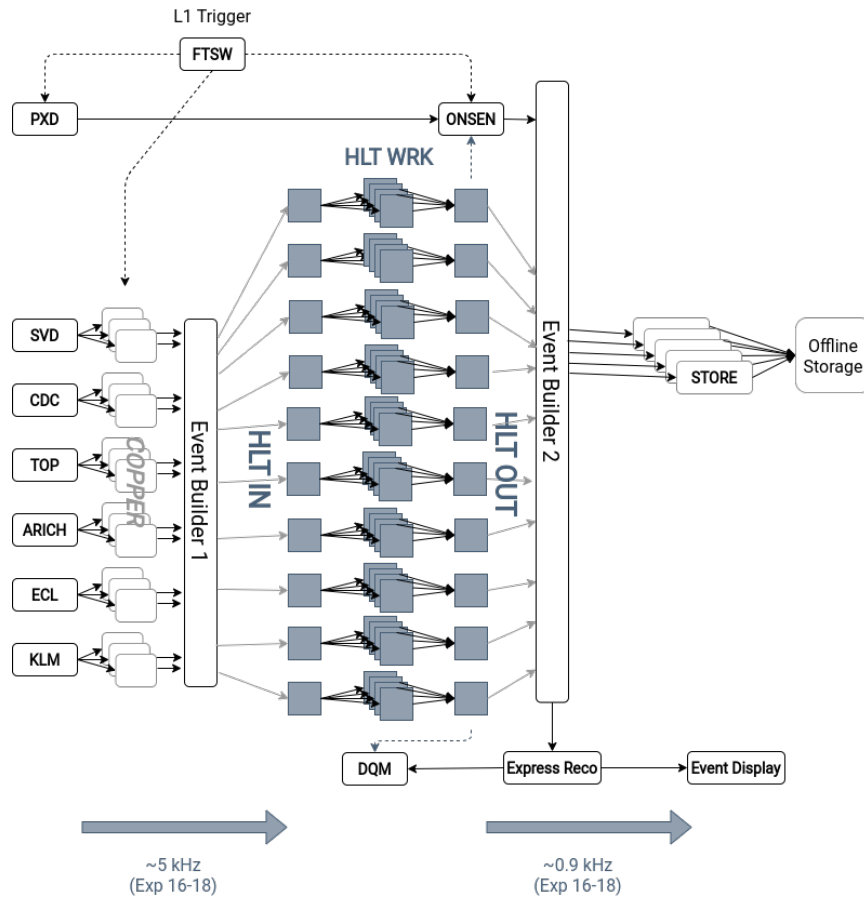 L1 Trigger
FTSW
PXD
ONSEN
HLT WRK
SVD
CDC
TOP
ARICH
ECL
KLM
COPPER
Event Builder 1
HLT IN
HLT OUT
Event Builder 2
STORE
Offline
Storage
DQM
Express Reco
Event Display
~5 kHz
(Exp 16-18)
~0.9 kHz
(Exp 16-18)